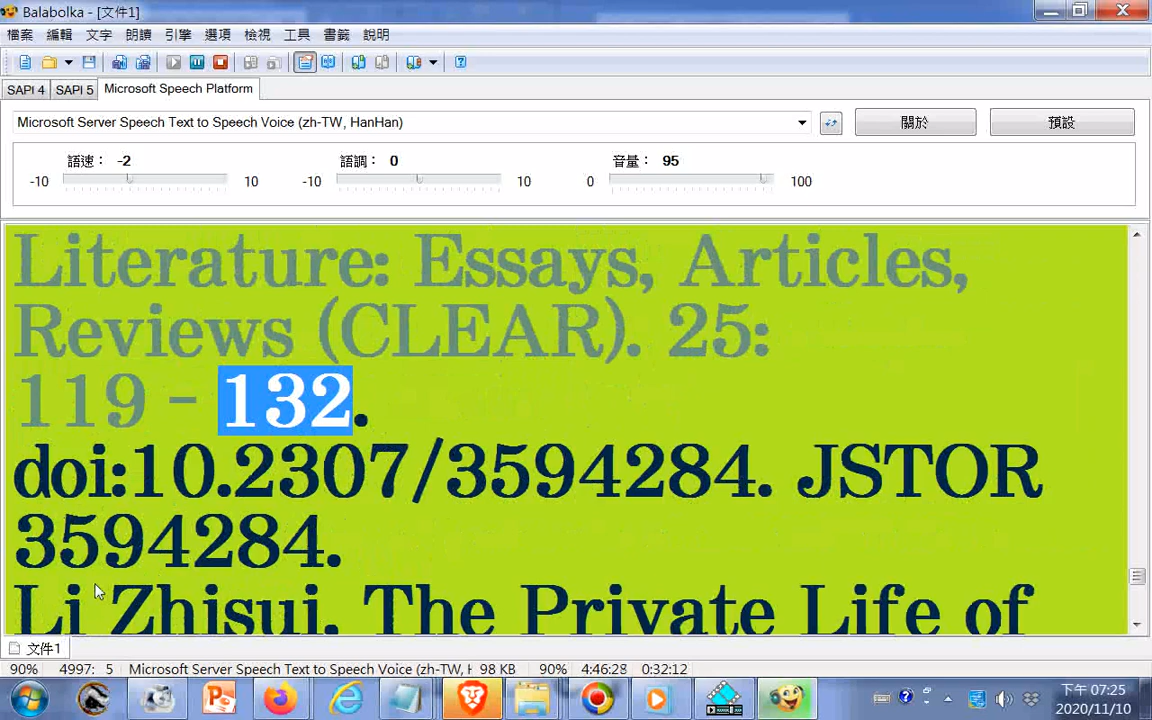 Balabolka - [文件1]
檔案 編輯 文字 朗讀 引擎 選項 檢視 工具 書籤 說明
SAPI 4 SAPI 5 Microsoft Speech Platform
Microsoft Server Speech Text to Speech Voice (zh-TW, HanHan) 關於 預設
語速： -2 語調： 0 音量： 95
-10 10 -10 10 0 100
Literature: Essays, Articles,
Reviews (CLEAR). 25:
119 - 132.
doi:10.2307/3594284. JSTOR
3594284.
Li Zhisui. The Private Life of
文件1
90% 4997: 5 Microsoft Server Speech Text to Speech Voice (zh-TW, H 98 KB 90% 4:46:28 0:32:12
下午 07:25
2020/11/10